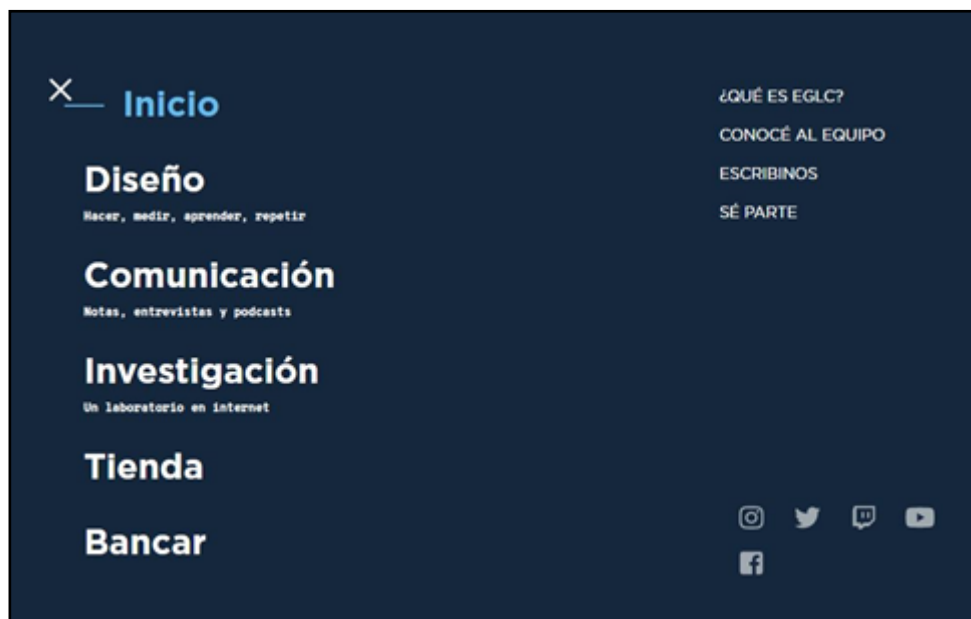 Inicio
Diseño
Hacer, medir, aprender, repetir
Comunicación
Notas, entrevistas y podcasts
Investigación
Un laboratorio en internet
Tienda
Bancar
¿QUÉ ES EGLC?
CONOCÉ AL EQUIPO
ESCRIBINOS
SÉ PARTE